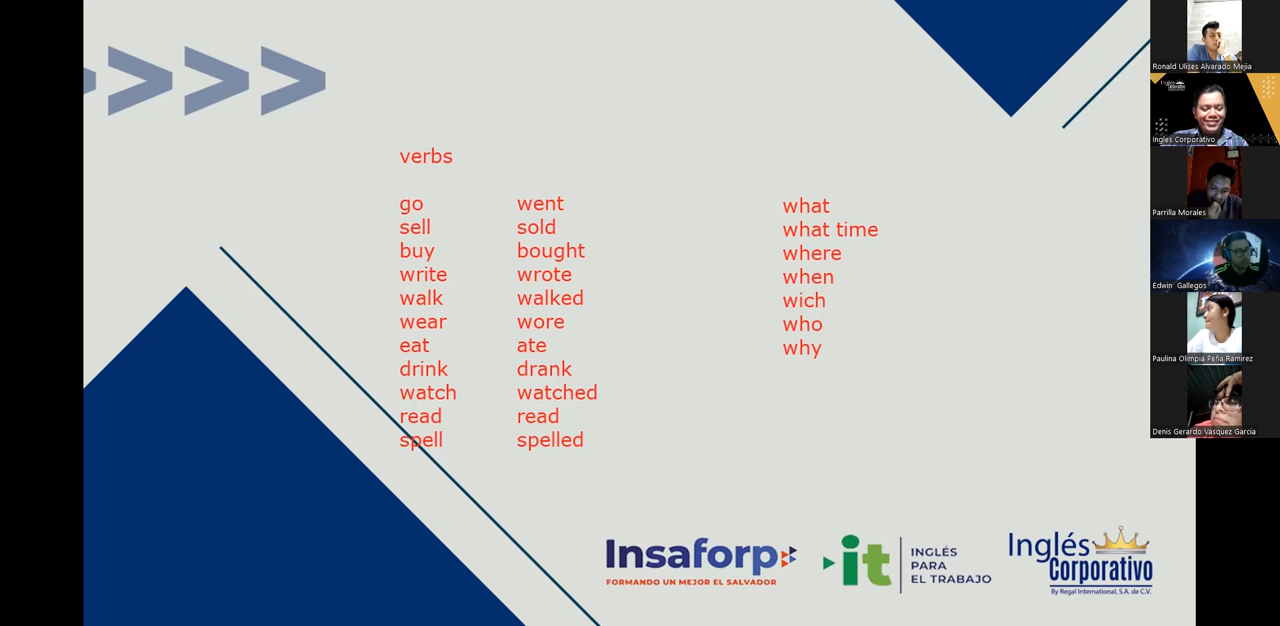 verbs
go went
sell sold
buy bought
write wrote
walk walked
wear wore
eat ate
drink drank
watch watched
read read
spell spelled
what
what time
where
when
wich
who
why
Insaforp
FORMANDO UN MEJOR EL SALVADOR
it
INGLÉS
PARA
EL TRABAJO
Inglés
Corporativo
By Regal International, S.A. de C.V.
Ronald Ulises Alvarado Mejia
Ingles Corporativo
Parrilla Morales
Edwin Gallegos
Paulina Olimpia Peña Ramirez
Denis Gerardo Vasquez Garcia